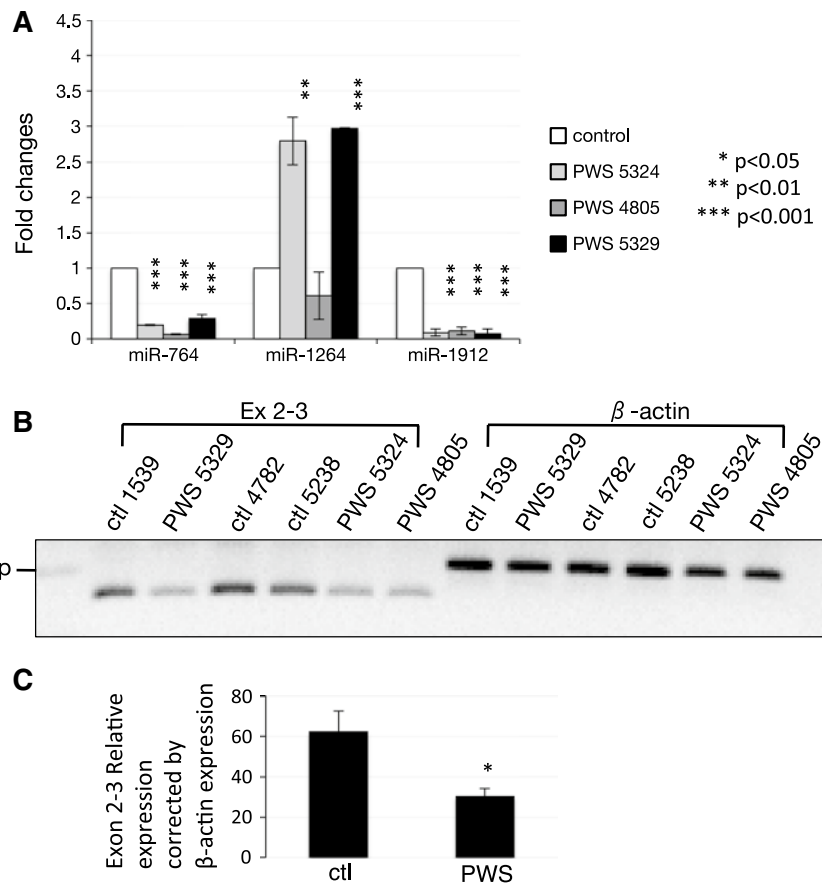 A
4.5
4
3.5
3
2.5
2
1.5
1
0.5
0
Fold changes
***
***
***
**
***
***
***
***
miR-764
miR-1264
miR-1912
control
PWS 5324
PWS 4805
PWS 5329
* p<0.05
** p<0.01
*** p<0.001
B
Ex 2-3
β-actin
ctl 1539
PWS 5329
ctl 4782
ctl 5238
PWS 5324
PWS 4805
ctl 1539
PWS 5329
ctl 4782
ctl 5238
PWS 5324
PWS 4805
p
C
Exon 2-3 Relative
expression
corrected by
β-actin expression
80
60
40
20
0
*
ctl
PWS